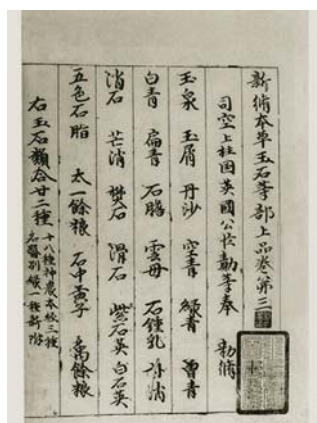 新脩本草玉石等部上品卷第三
司空上柱国英國公臣勣等奉 勅脩
玉泉 玉屑 丹沙 空青 緑青 曽青
白青 扁青 石膽 雲母 石鍾乳 朴消
消石 芒消 礬石 滑石 紫石英 白石英
五色石脂 太一餘粮 石中黃子 禹餘粮
右玉石類合廿二種 十八種神農本經 三種名醫別録 一種新附